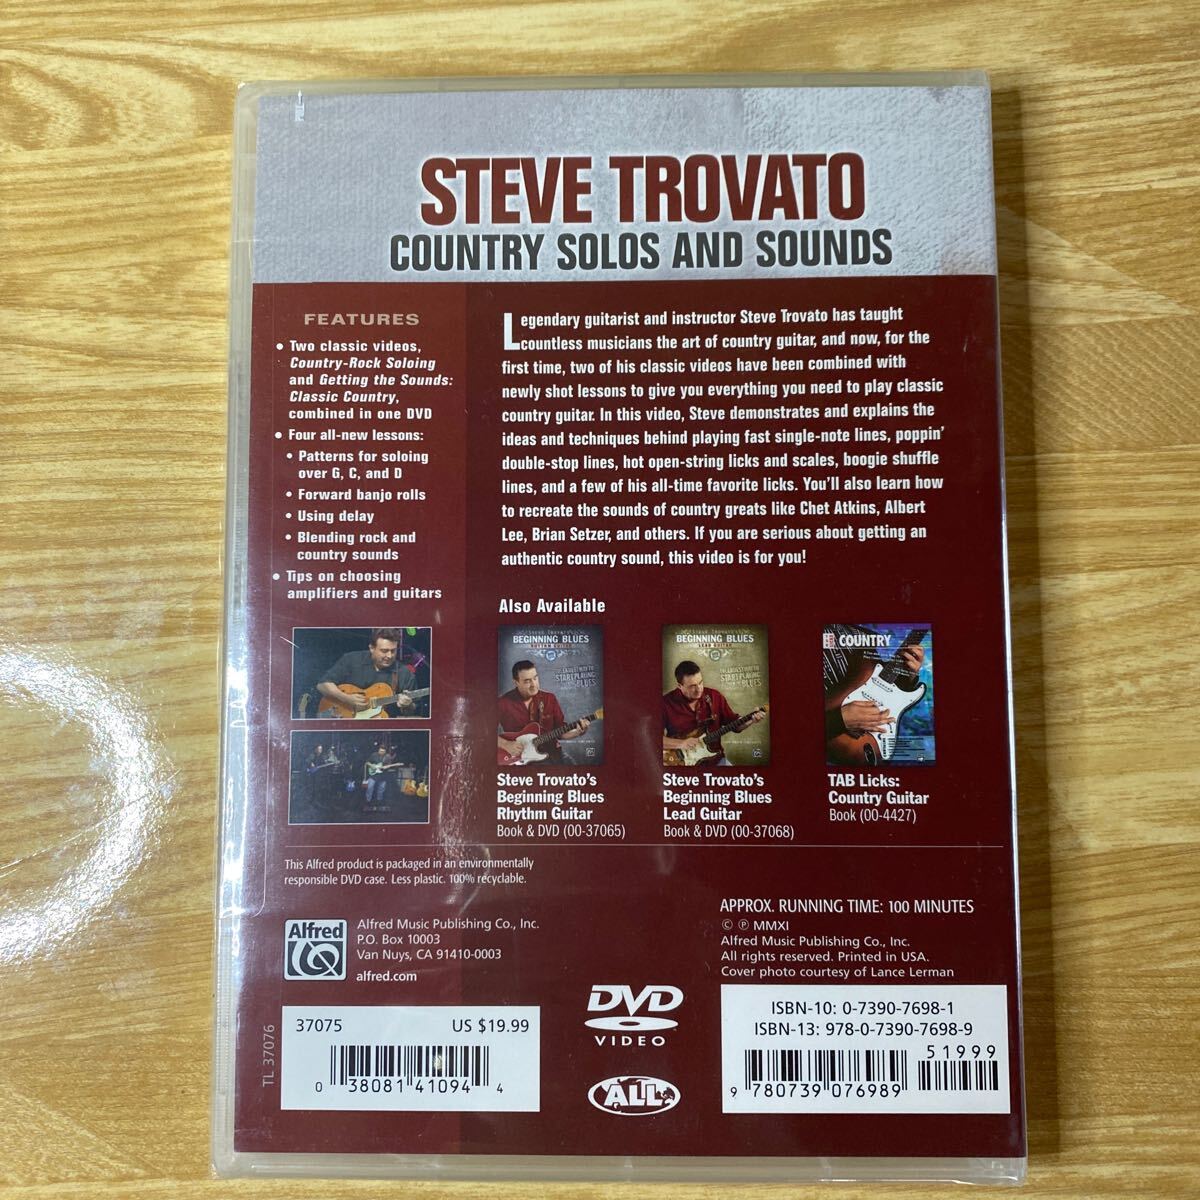 STEVE TROVATO
COUNTRY SOLOS AND SOUNDS
FEATURES
• Two classic videos,
Country-Rock Soloing
and Getting the Sounds:
Classic Country,
combined in one DVD
• Four all-new lessons:
• Patterns for soloing
over G, C, and D
• Forward banjo rolls
• Using delay
• Blending rock and
country sounds
• Tips on choosing
amplifiers and guitars
Legendary guitarist and instructor Steve Trovato has taught
countless musicians the art of country guitar, and now, for the
first time, two of his classic videos have been combined with
newly shot lessons to give you everything you need to play classic
country guitar. In this video, Steve demonstrates and explains the
ideas and techniques behind playing fast single-note lines, poppin'
double-stop lines, hot open-string licks and scales, boogie shuffle
lines, and a few of his all-time favorite licks. You'll also learn how
to recreate the sounds of country greats like Chet Atkins, Albert
Lee, Brian Setzer, and others. If you are serious about getting an
authentic country sound, this video is for you!
Also Available
STEVE TROVATO'S
BEGINNING BLUES
RHYTHM GUITAR
START PLAYING
BLUES
Steve Trovato's
Beginning Blues
Rhythm Guitar
Book & DVD (00-37065)
STEVE TROVATO'S
BEGINNING BLUES
LEAD GUITAR
START PLAYING
BLUES
Steve Trovato's
Beginning Blues
Lead Guitar
Book & DVD (00-37068)
COUNTRY
TAB Licks:
Country Guitar
Book (00-4427)
This Alfred product is packaged in an environmentally
responsible DVD case. Less plastic. 100% recyclable.
Alfred
Alfred Music Publishing Co., Inc.
P.O. Box 10003
Van Nuys, CA 91410-0003
alfred.com
APPROX. RUNNING TIME: 100 MINUTES
© ℗ MMXI
Alfred Music Publishing Co., Inc.
All rights reserved. Printed in USA.
Cover photo courtesy of Lance Lerman
TL 37076
37075 US $19.99
0 38081 41094 4
DVD
VIDEO
ALL
ISBN-10: 0-7390-7698-1
ISBN-13: 978-0-7390-7698-9
51999
9 780739 076989